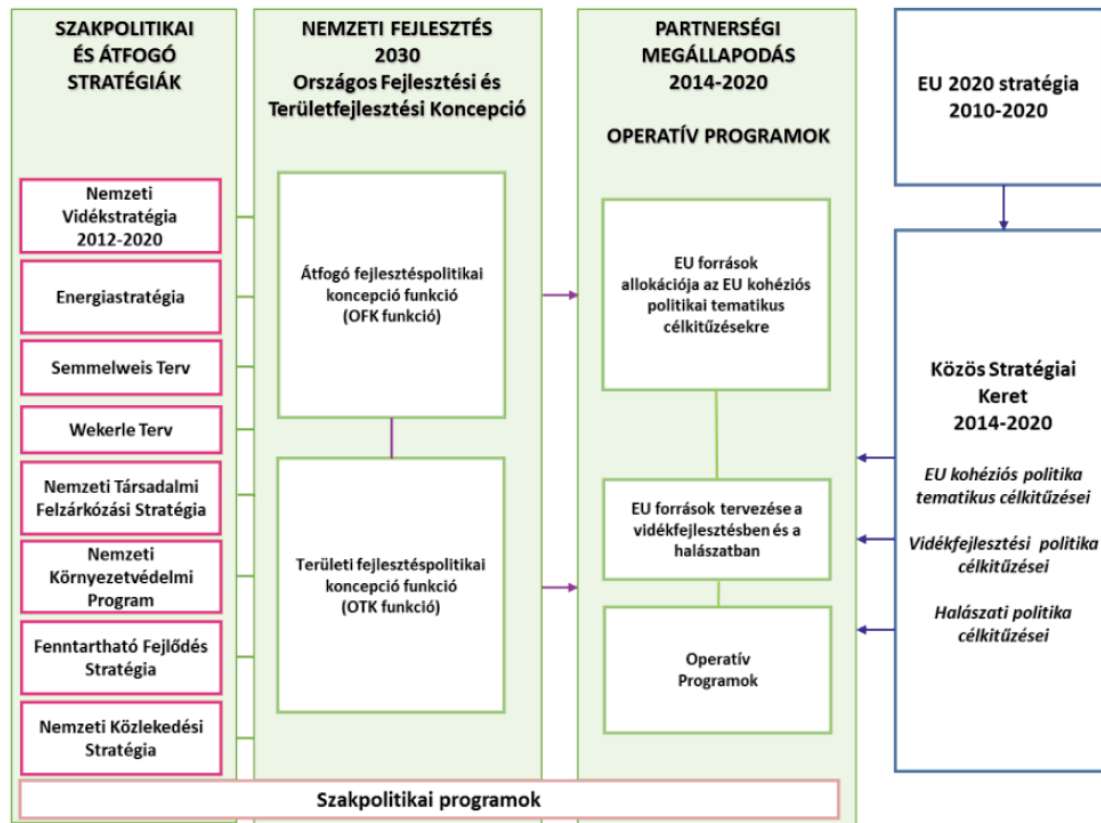 SZAKPOLITIKAI
ÉS ÁTFOGÓ
STRATÉGIÁK
Nemzeti
Vidékstratégia
2012-2020
Energiastratégia
Semmelweis Terv
Wekerle Terv
Nemzeti Társadalmi
Felzárkózási Stratégia
Nemzeti
Környezetvédelmi
Program
Fenntartható Fejlődés
Stratégia
Nemzeti Közlekedési
Stratégia
NEMZETI FEJLESZTÉS
2030
Országos Fejlesztési és
Területfejlesztési Koncepció
Átfogó fejlesztéspolitikai
koncepció funkció
(OFK funkció)
Területi fejlesztéspolitikai
koncepció funkció
(OTK funkció)
PARTNERSÉGI
MEGÁLLAPODÁS
2014-2020
OPERATÍV PROGRAMOK
EU források
allokációja az EU kohéziós
politikai tematikus
célkitűzésekre
EU források tervezése a
vidékfejlesztésben és a
halászatban
Operatív
Programok
Szakpolitikai programok
EU 2020 stratégia
2010-2020
Közös Stratégiai
Keret
2014-2020
EU kohéziós politika
tematikus célkitűzései
Vidékfejlesztési politika
célkitűzései
Halászati politika
célkitűzései